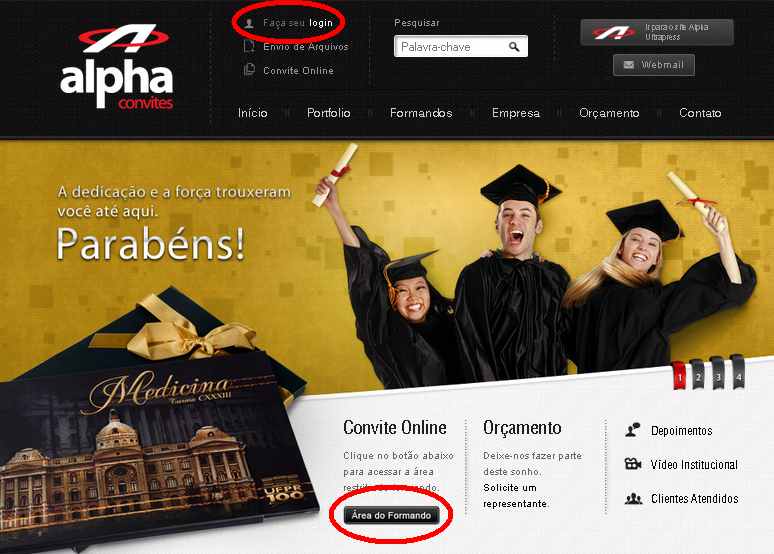 alpha
convites
Faça seu login
Envio de Arquivos
Convite Online
Pesquisar
Palavra-chave
Ir para o site Alpha
Ultrapress
Webmail
Início
Portfolio
Formandos
Empresa
Orçamento
Contato
A dedicação e a força trouxeram
você até aqui.
Parabéns!
Medicina
Turma CXXXIII
UFPR
100
1
2
3
4
Convite Online
Clique no botão abaixo
para acessar a área
restrita do formando.
Área do Formando
Orçamento
Deixe-nos fazer parte
deste sonho.
Solicite um
representante.
Depoimentos
Vídeo Institucional
Clientes Atendidos